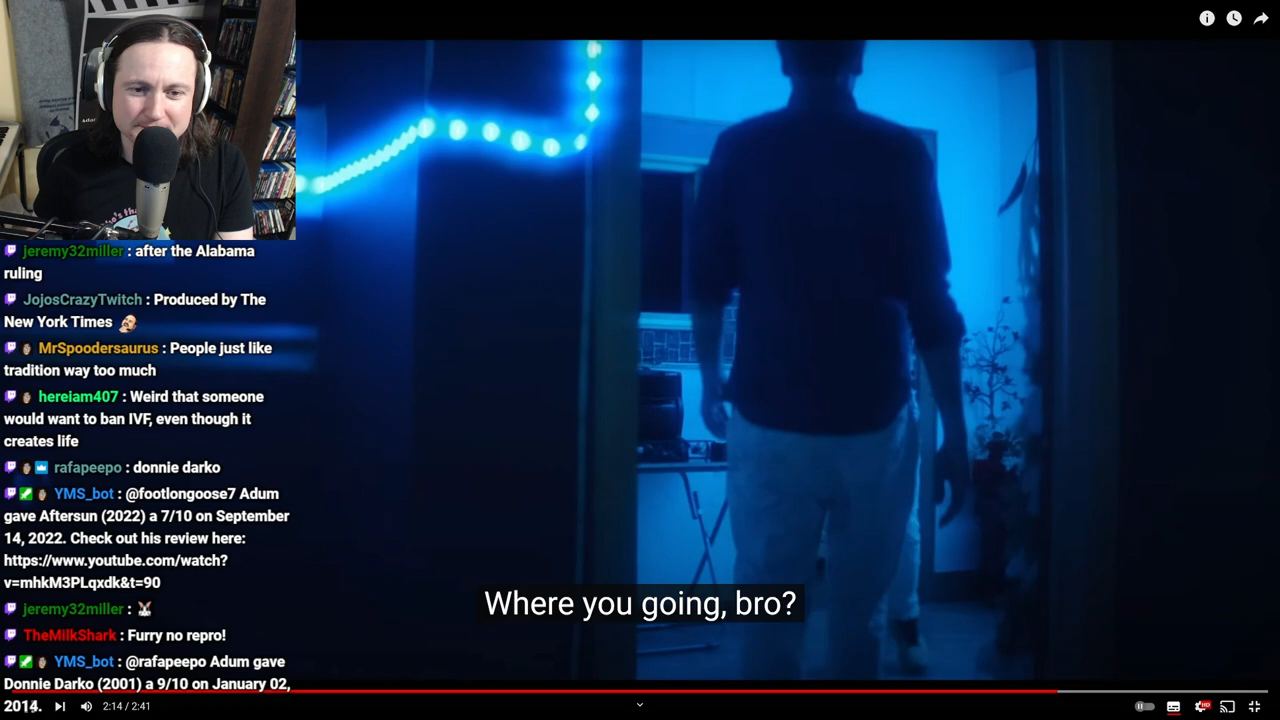 jeremy32miller : after the Alabama
ruling
JojosCrazyTwitch : Produced by The
New York Times
MrSpoodersaurus : People just like
tradition way too much
hereiam407 : Weird that someone
would want to ban IVF, even though it
creates life
rafapeepo : donnie darko
YMS_bot : @footlongoose7 Adum
gave Aftersun (2022) a 7/10 on September
14, 2022. Check out his review here:
https://www.youtube.com/watch?
v=mhkM3PLqxdk&t=90
jeremy32miller :
TheMilkShark : Furry no repro!
YMS_bot : @rafapeepo Adum gave
Donnie Darko (2001) a 9/10 on January 02,
2014.
Where you going, bro?
2:14 / 2:41
HD